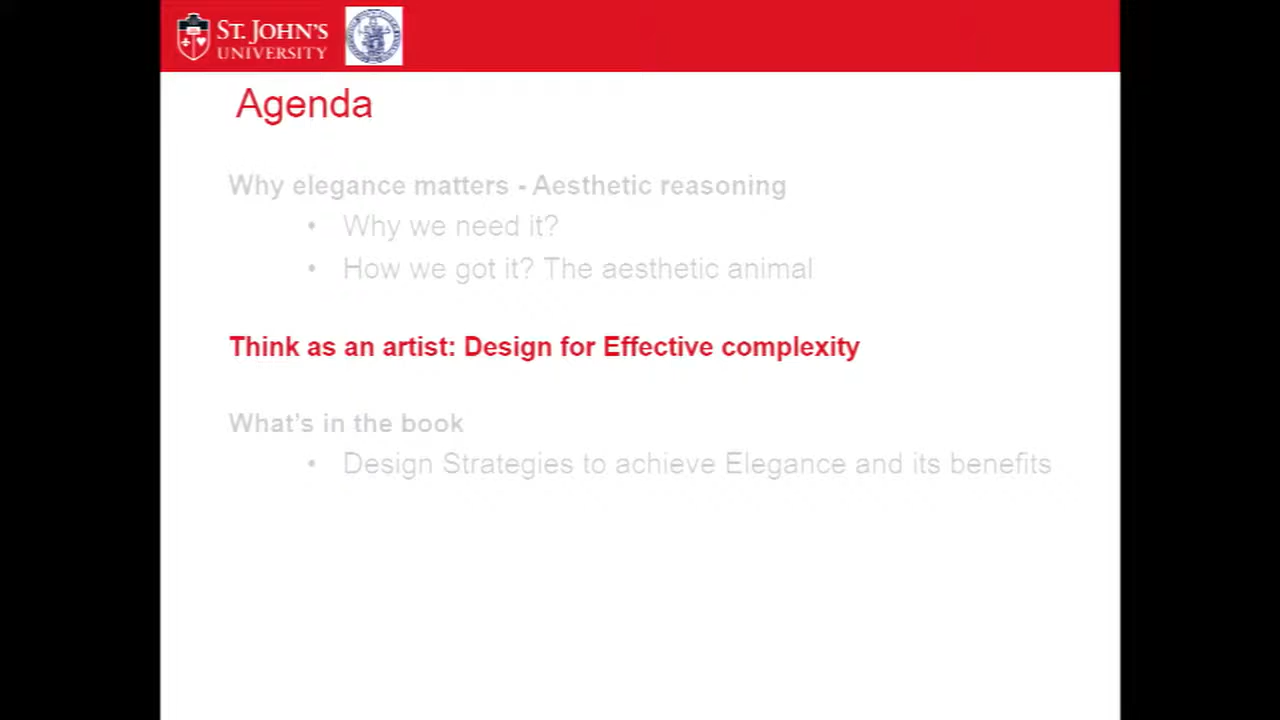 ST. JOHN'S
UNIVERSITY
Agenda
Why elegance matters - Aesthetic reasoning
• Why we need it?
• How we got it? The aesthetic animal
Think as an artist: Design for Effective complexity
What's in the book
• Design Strategies to achieve Elegance and its benefits